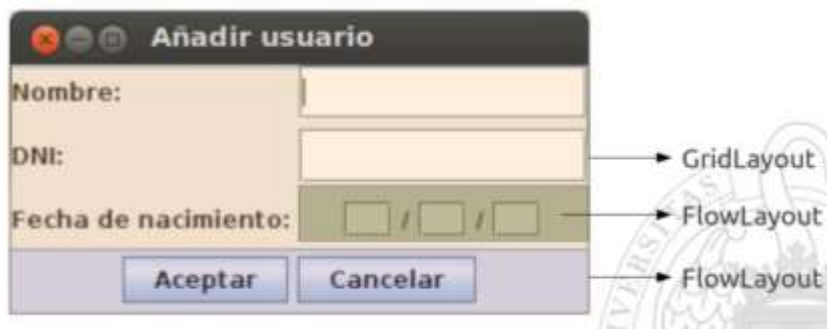 Añadir usuario
Nombre:
DNI:
GridLayout
Fecha de nacimiento: / /
FlowLayout
Aceptar Cancelar
FlowLayout